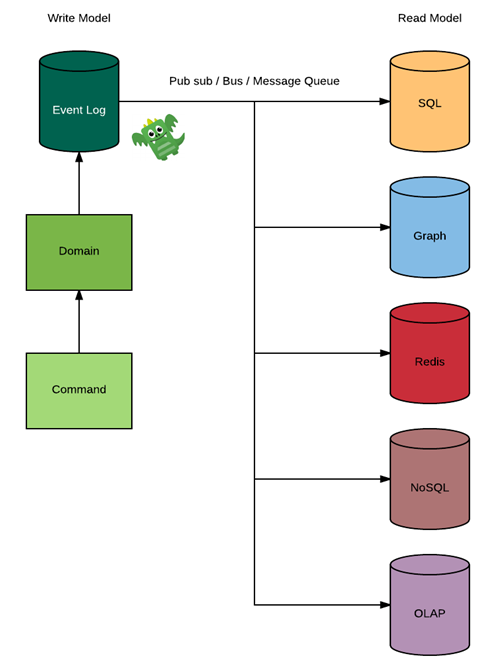 Write Model
Read Model
Pub sub / Bus / Message Queue
Event Log
SQL
Domain
Graph
Command
Redis
NoSQL
OLAP